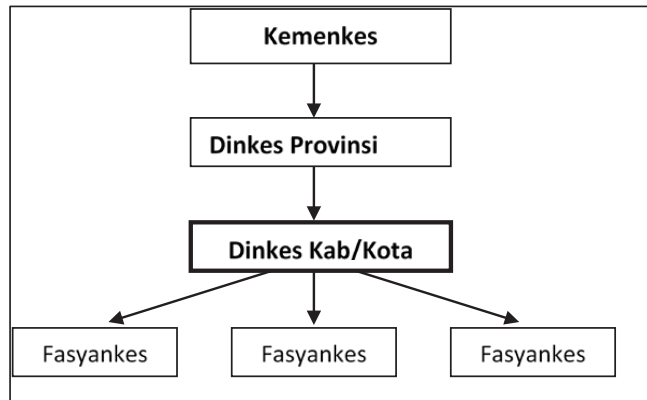 Kemenkes
Dinkes Provinsi
Dinkes Kab/Kota
Fasyankes
Fasyankes
Fasyankes